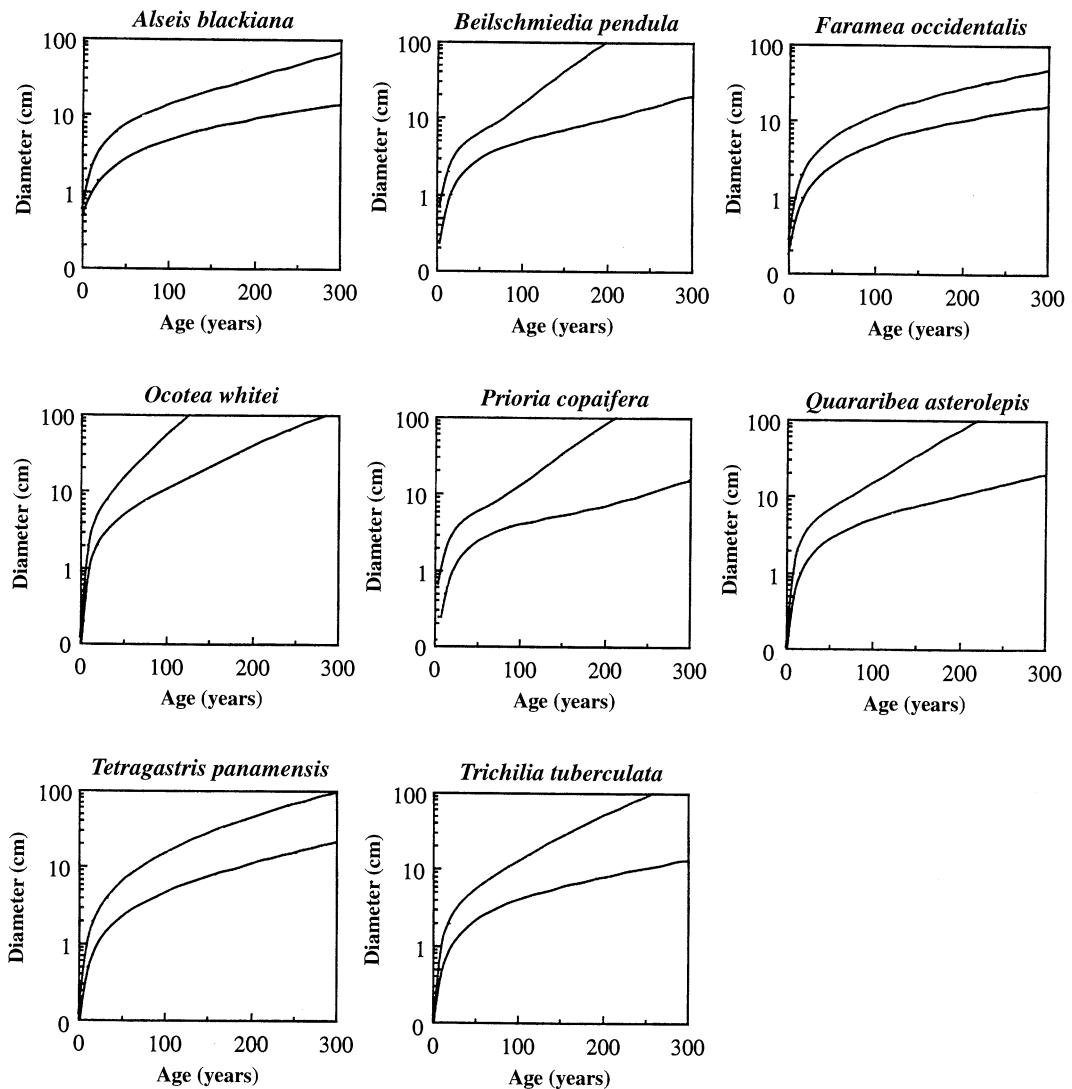 Alseis blackiana
100
10
1
0
Diameter (cm)
0 100 200 300
Age (years)
Beilschmiedia pendula
100
10
1
0
Diameter (cm)
0 100 200 300
Age (years)
Faramea occidentalis
100
10
1
0
Diameter (cm)
0 100 200 300
Age (years)
Ocotea whitei
100
10
1
0
Diameter (cm)
0 100 200 300
Age (years)
Prioria copaifera
100
10
1
0
Diameter (cm)
0 100 200 300
Age (years)
Quararibea asterolepis
100
10
1
0
Diameter (cm)
0 100 200 300
Age (years)
Tetragastris panamensis
100
10
1
0
Diameter (cm)
0 100 200 300
Age (years)
Trichilia tuberculata
100
10
1
0
Diameter (cm)
0 100 200 300
Age (years)